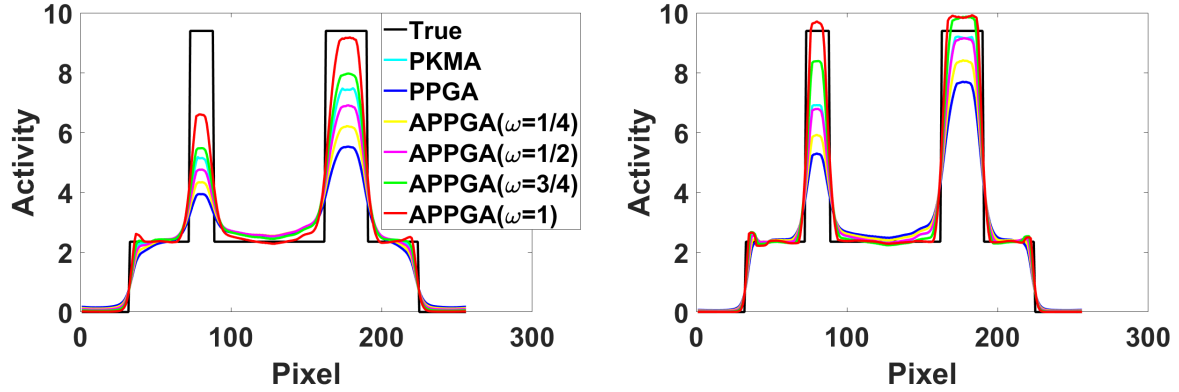 10
8
6
4
2
0
Activity
0
100
200
300
Pixel
True
PKMA
PPGA
APPGA(ω=1/4)
APPGA(ω=1/2)
APPGA(ω=3/4)
APPGA(ω=1)
10
8
6
4
2
0
Activity
0
100
200
300
Pixel